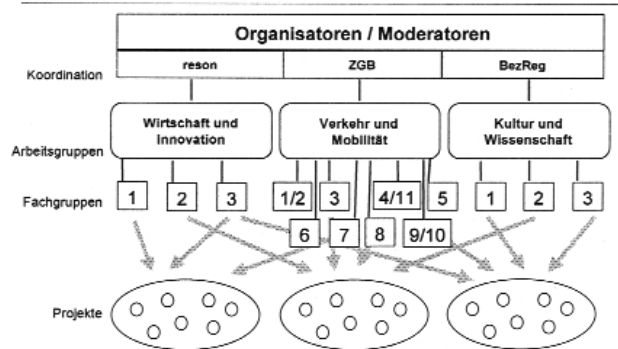 Organisatoren / Moderatoren
Koordination
reson ZGB BezReg
Arbeitsgruppen
Wirtschaft und Innovation
Verkehr und Mobilität
Kultur und Wissenschaft
Fachgruppen
1 2 3 1/2 3 4/11 5 1 2 3
6 7 8 9/10
Projekte